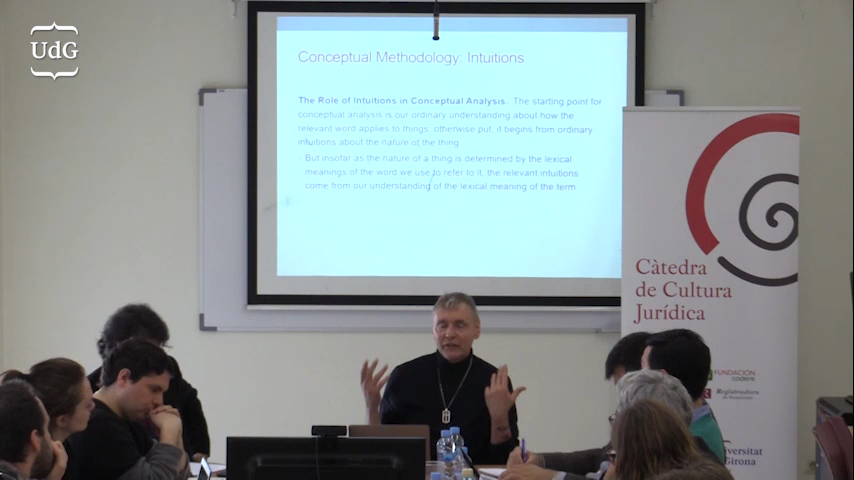 UdG
Conceptual Methodology: Intuitions
The Role of Intuitions in Conceptual Analysis. The starting point for
conceptual analysis is our ordinary understanding about how the
relevant word applies to things; otherwise put, it begins from ordinary
intuitions about the nature of the thing.
But insofar as the nature of a thing is determined by the lexical
meanings of the word we use to refer to it, the relevant intuitions
come from our understanding of the lexical meaning of the term.
Càtedra
de Cultura
Jurídica
FUNDACIÓN
Registradores
Girona